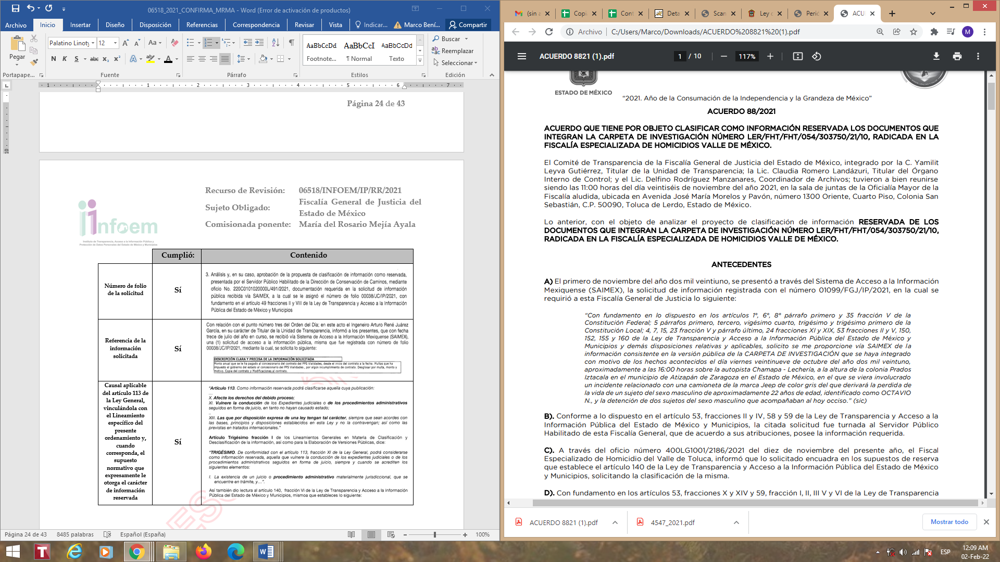 06518_2021_CONFIRMA_MRMA - Word (Error de activación de productos)
Archivo Inicio Insertar Diseño Disposición Referencias Correspondencia Revisar Vista Indicar... Marco Bení... Compartir
Pegar
Palatino Linoty 12
Aa
N K S abc x₂ x²
AaBbCcDd AaBbCcI AaBbCcDd
Footnote... ¶ Normal Texto
Buscar
Reemplazar
Seleccionar
Portapape... Fuente Párrafo Estilos Edición
Página 24 de 43
Recurso de Revisión: 06518/INFOEM/IP/RR/2021
Sujeto Obligado: Fiscalía General de Justicia del
Estado de México
Comisionada ponente: María del Rosario Mejía Ayala
infoem
Instituto de Transparencia, Acceso a la Información Pública y
Protección de Datos Personales del Estado de México y Municipios
Cumplió: Contenido
Número de folio
de la solicitud
Sí
3. Análisis y, en su caso, aprobación de la propuesta de clasificación de información como reservada,
presentada por el Servidor Público Habilitado de la Dirección de Conservación de Caminos, mediante
oficio No. 220C0101020000L/491/2021, documentación requerida en la solicitud de información
pública recibida vía SAIMEX, a la cual se le asignó el número de folio 00038/JC/IP/2021, con
fundamento en el artículo 49 fracciones II y VIII de la Ley de Transparencia y Acceso a la Información
Pública del Estado de México y Municipios
Referencia de la
información
solicitada
Sí
Con relación con el punto número tres del Orden del Día; en este acto el Ingeneiro Arturo René Juárez
García, en su carácter de Titular de la Unidad de Transparencia, informó a los presentes, que con fecha
trece de julio del año en curso, se recibió vía Sistema de Acceso a la Información Mexiquense (SAIMEX),
una (1) solicitud de acceso a la información pública, misma que fue registrada con número de folio
00038/JC/IP/2021, mediante la cual, se solicita lo siguiente:
DESCRIPCIÓN CLARA Y PRECISA DE LA INFORMACIÓN SOLICITADA
Monto anual que se le ha pagado al concesionario del contrato del PPS Vialidades, desde el inicio del contrato a la fecha. Multas que ha
impuesto el gobierno del estado al concesionario del PPS Vialidades , por algún incumplimiento de contrato. Desglosar por multa, monto y
motivo. Copia del contrato y Modificaciones al contrato.
Causal aplicable
del artículo 113 de
la Ley General,
vinculándola con
el Lineamiento
específico del
presente
ordenamiento y,
cuando
corresponda, el
supuesto
normativo que
expresamente le
otorga el carácter
de información
reservada
Sí
"Artículo 113. Como información reservada podrá clasificarse aquella cuya publicación:
...
X. Afecte los derechos del debido proceso;
XI. Vulnere la conducción de los Expedientes judiciales o de los procedimientos administrativos
seguidos en forma de juicio, en tanto no hayan causado estado;
..
XIII. Las que por disposición expresa de una ley tengan tal carácter, siempre que sean acordes con
las bases, principios y disposiciones establecidos en esta Ley y no la contravengan; así como las
previstas en tratados internacionales."
Artículo Trigésimo fracción I de los Lineamientos Generales en Materia de Clasificación y
Desclasificación de la información, así como para la Elaboración de Versiones Públicas, dice:
"TRIGÉSIMO. De conformidad con el artículo 113, fracción XI de la Ley General, podrá considerarse
como información reservada, aquella que vulnere la conducción de los expedientes judiciales o de los
procedimientos administrativos seguidos en forma de juicio, siempre y cuando se acrediten los
siguientes elementos:
I. La existencia de un juicio o procedimiento administrativo materialmente jurisdiccional, que se
encuentre en trámite, y…".
Así también dio lectura al artículo 140, fracción VI de la Ley de Transparencia y Acceso a la Información
Pública del Estado de México y Municipios, mismoa que estableces lo siguiente:
Página 24 de 43 8485 palabras Español (España) 100%
(sin a Copi Cont Deta Scan Ley c Perió ACU
Archivo C:/Users/Marco/Downloads/ACUERDO%208821%20(1).pdf M
ACUERDO 8821 (1).pdf 1 / 10 117%
ESTADO DE MÉXICO
"2021. Año de la Consumación de la Independencia y la Grandeza de México"
ACUERDO 88/2021
ACUERDO QUE TIENE POR OBJETO CLASIFICAR COMO INFORMACIÓN RESERVADA LOS DOCUMENTOS QUE
INTEGRAN LA CARPETA DE INVESTIGACIÓN NÚMERO LER/FHT/FHT/054/303750/21/10, RADICADA EN LA
FISCALÍA ESPECIALIZADA DE HOMICIDIOS VALLE DE MÉXICO.
El Comité de Transparencia de la Fiscalía General de Justicia del Estado de México, integrado por la C. Yamilit
Leyva Gutiérrez, Titular de la Unidad de Transparencia; la Lic. Claudia Romero Landázuri, Titular del Órgano
Interno de Control; y el Lic. Delfino Rodríguez Manzanares, Coordinador de Archivos; tuvieron a bien reunirse
siendo las 11:00 horas del día veintiséis de noviembre del año 2021, en la sala de juntas de la Oficialía Mayor de la
Fiscalía aludida, ubicada en Avenida José María Morelos y Pavón, número 1300 Oriente, Cuarto Piso, Colonia San
Sebastián, C.P. 50090, Toluca de Lerdo, Estado de México.
Lo anterior, con el objeto de analizar el proyecto de clasificación de información RESERVADA DE LOS
DOCUMENTOS QUE INTEGRAN LA CARPETA DE INVESTIGACIÓN NÚMERO LER/FHT/FHT/054/303750/21/10,
RADICADA EN LA FISCALÍA ESPECIALIZADA DE HOMICIDIOS VALLE DE MÉXICO.
ANTECEDENTES
A) El primero de noviembre del año dos mil veintiuno, se presentó a través del Sistema de Acceso a la Información
Mexiquense (SAIMEX), la solicitud de información registrada con el número 01099/FGJ/IP/2021, en la cual se
requirió a esta Fiscalía General de Justicia lo siguiente:
"Con fundamento en lo dispuesto en los artículos 1°, 6°, 8° párrafo primero y 35 fracción V de la
Constitución Federal; 5 párrafos primero, tercero, vigésimo cuarto, trigésimo y trigésimo primero de la
Constitución Local; 4, 7, 15, 23 fracción V y párrafo último, 24 fracciones XI y XIX, 53 fracciones II y V, 150,
152, 155 y 160 de la Ley de Transparencia y Acceso a la Información Pública del Estado de México y
Municipios y demás disposiciones relativas y aplicables, solicito se me proporcione vía SAIMEX de la
información consistente en la versión pública de la CARPETA DE INVESTIGACIÓN que se haya integrado
con motivo de los hechos acontecidos el día viernes veintinueve de octubre del año dos mil veintuno,
aproximadamente a las 16:00 horas sobre la autopista Chamapa - Lechería, a la altura de la colonia Prados
Iztacala en el municipio de Atizapán de Zaragoza en el Estado de México, en el que se viera involucrado
un incidente relacionado con una camioneta de la marca Jeep de color gris del que derivará la perdida de
la vida de un sujeto del sexo masculino de aproximadamente 22 años de edad, identificado como OCTAVIO
N., y la detención de dos sujetos del sexo masculino que acompañaban al hoy occiso." (sic)
B). Conforme a lo dispuesto en el artículo 53, fracciones II y IV, 58 y 59 de la Ley de Transparencia y Acceso a la
Información Pública del Estado de México y Municipios, la citada solicitud fue turnada al Servidor Público
Habilitado de esta Fiscalía General, que de acuerdo a sus atribuciones, posee la información requerida.
C). A través del oficio número 400LG1001/2186/2021 del diez de noviembre del presente año, el Fiscal
Especializado de Homicidio del Valle de Toluca, informó que lo solicitado encuadra en los supuestos de reserva
que establece el artículo 140 de la Ley de Transparencia y Acceso a la Información Pública del Estado de México
y Municipios, solicitando la clasificación de la misma.
D). Con fundamento en los artículos 53, fracciones X y XIV y 59, fracción I, II, III V y VI de la Ley de Transparencia
ACUERDO 8821 (1).pdf 4547_2021.pdf Mostrar todo
ESP 12:09 AM
02-Feb-22